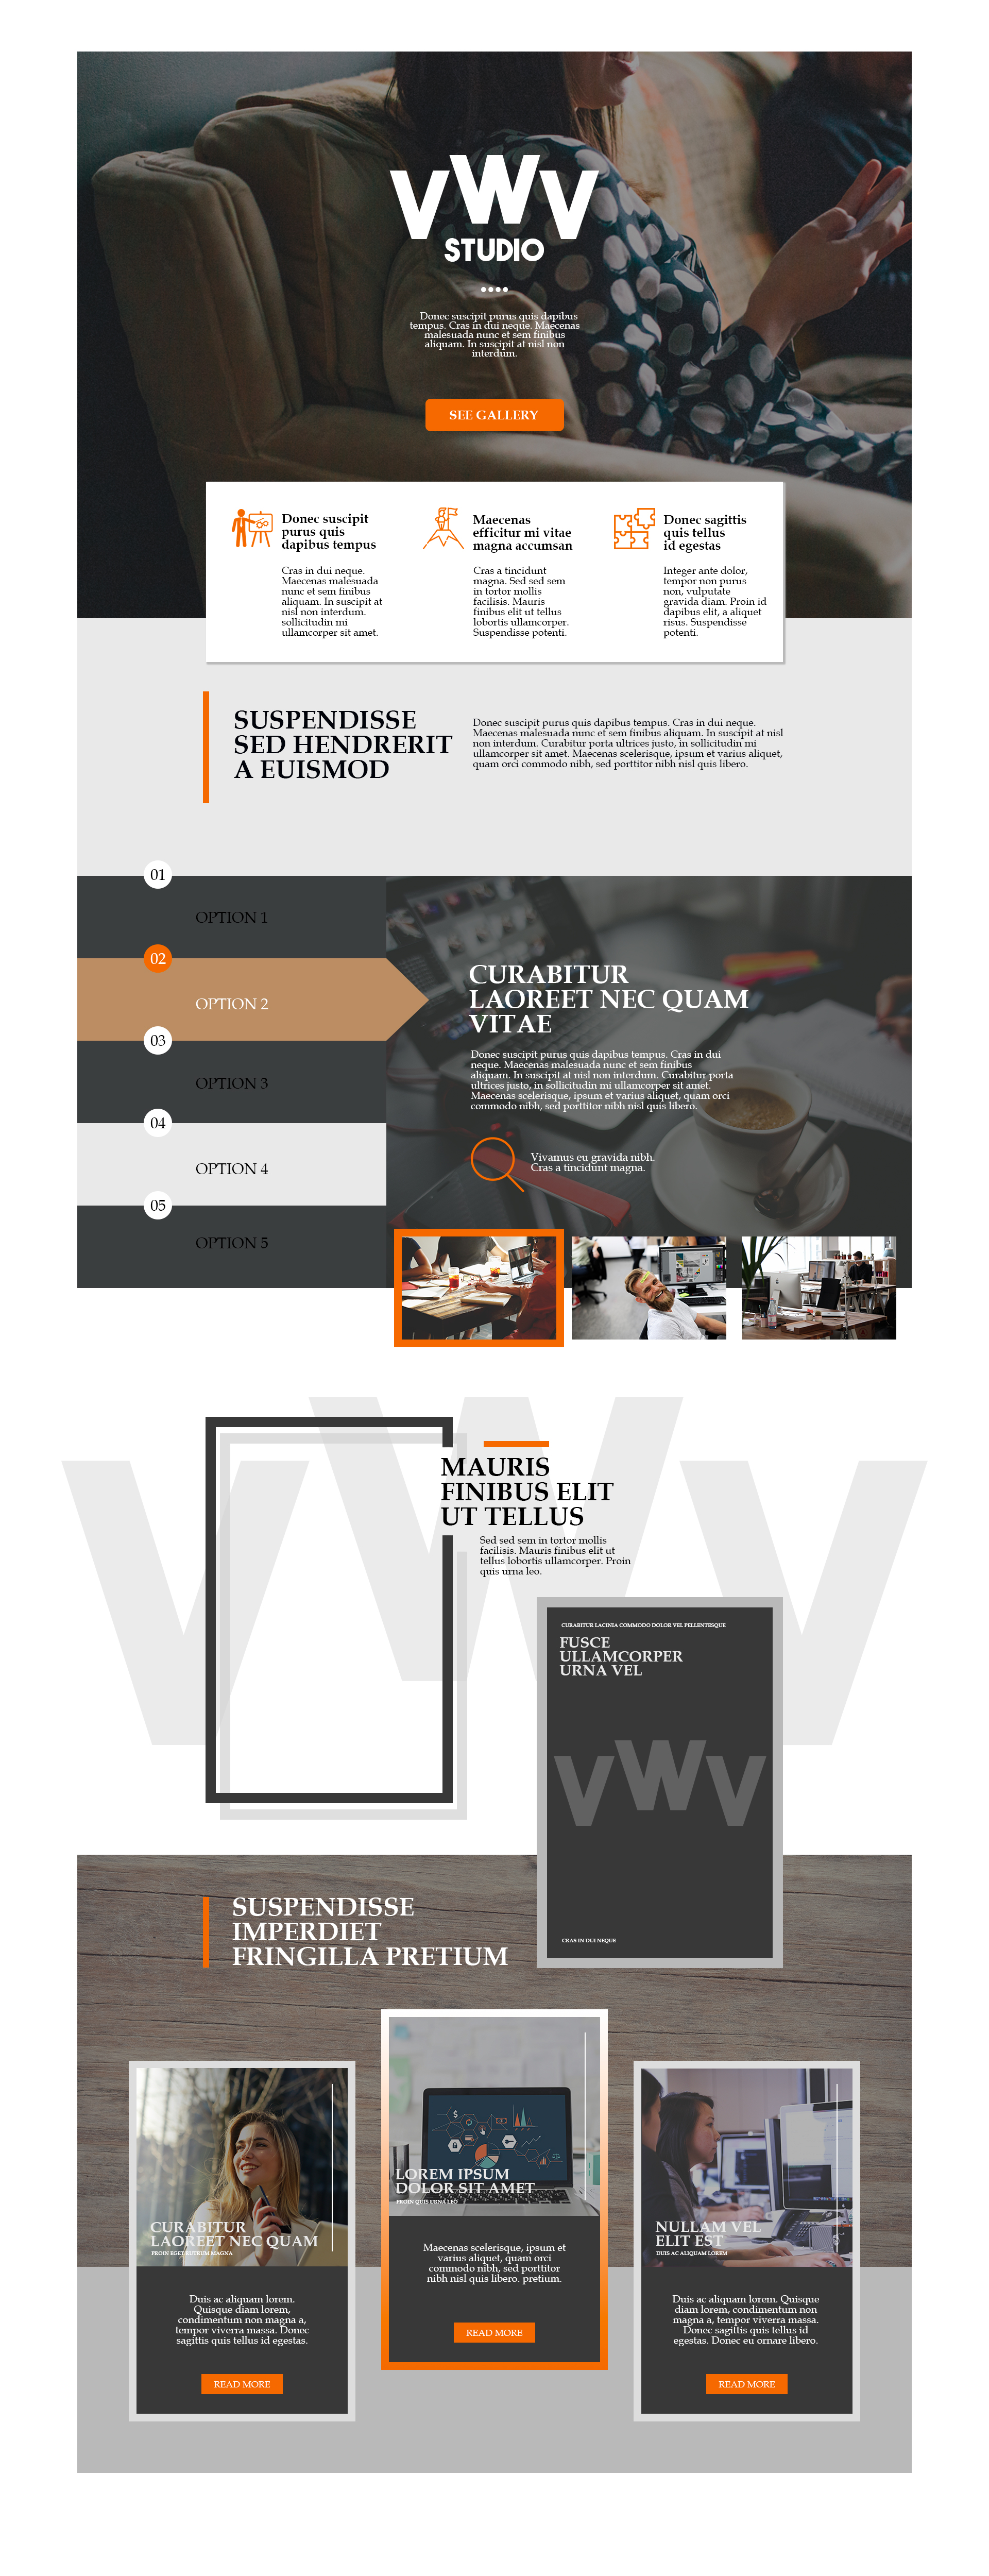 VWV
STUDIO
Donec suscipit purus quis dapibus
tempus. Cras in dui neque. Maecenas
malesuada nunc et sem finibus
aliquam. In suscipit at nisl non
interdum.
SEE GALLERY
Donec suscipit
purus quis
dapibus tempus
Cras in dui neque.
Maecenas malesuada
nunc et sem finibus
aliquam. In suscipit at
nisl non interdum.
sollicitudin mi
ullamcorper sit amet.
Maecenas
efficitur mi vitae
magna accumsan
Cras a tincidunt
magna. Sed sed sem
in tortor mollis
facilisis. Mauris
finibus elit ut tellus
lobortis ullamcorper.
Suspendisse potenti.
Donec sagittis
quis tellus
id egestas
Integer ante dolor,
tempor non purus
non, vulputate
gravida diam. Proin id
dapibus elit, a aliquet
risus. Suspendisse
potenti.
SUSPENDISSE
SED HENDRERIT
A EUISMOD
Donec suscipit purus quis dapibus tempus. Cras in dui neque.
Maecenas malesuada nunc et sem finibus aliquam. In suscipit at nisl
non interdum. Curabitur porta ultrices justo, in sollicitudin mi
ullamcorper sit amet. Maecenas scelerisque, ipsum et varius aliquet,
quam orci commodo nibh, sed porttitor nibh nisl quis libero.
01
OPTION 1
02
OPTION 2
03
OPTION 3
04
OPTION 4
05
OPTION 5
CURABITUR
LAOREET NEC QUAM
VITAE
Donec suscipit purus quis dapibus tempus. Cras in dui
neque. Maecenas malesuada nunc et sem finibus
aliquam. In suscipit at nisl non interdum. Curabitur porta
ultrices justo, in sollicitudin mi ullamcorper sit amet.
Maecenas scelerisque, ipsum et varius aliquet, quam orci
commodo nibh, sed porttitor nibh nisl quis libero.
Vivamus eu gravida nibh.
Cras a tincidunt magna.
VWV
MAURIS
FINIBUS ELIT
UT TELLUS
Sed sed sem in tortor mollis
facilisis. Mauris finibus elit ut
tellus lobortis ullamcorper. Proin
quis urna leo.
CURABITUR LACINIA COMMODO DOLOR VEL PELLENTESQUE
FUSCE
ULLAMCORPER
URNA VEL
VWV
CRAS IN DUI NEQUE
SUSPENDISSE
IMPERDIET
FRINGILLA PRETIUM
CURABITUR
LAOREET NEC QUAM
PROIN EGET RUTRUM MAGNA
Duis ac aliquam lorem.
Quisque diam lorem,
condimentum non magna a,
tempor viverra massa. Donec
sagittis quis tellus id egestas.
READ MORE
LOREM IPSUM
DOLOR SIT AMET
PROIN QUIS URNA LEO
Maecenas scelerisque, ipsum et
varius aliquet, quam orci
commodo nibh, sed porttitor
nibh nisl quis libero. pretium.
READ MORE
NULLAM VEL
ELIT EST
DUIS AC ALIQUAM LOREM
Duis ac aliquam lorem. Quisque
diam lorem, condimentum non
magna a, tempor viverra massa.
Donec sagittis quis tellus id
egestas. Donec eu ornare libero.
READ MORE